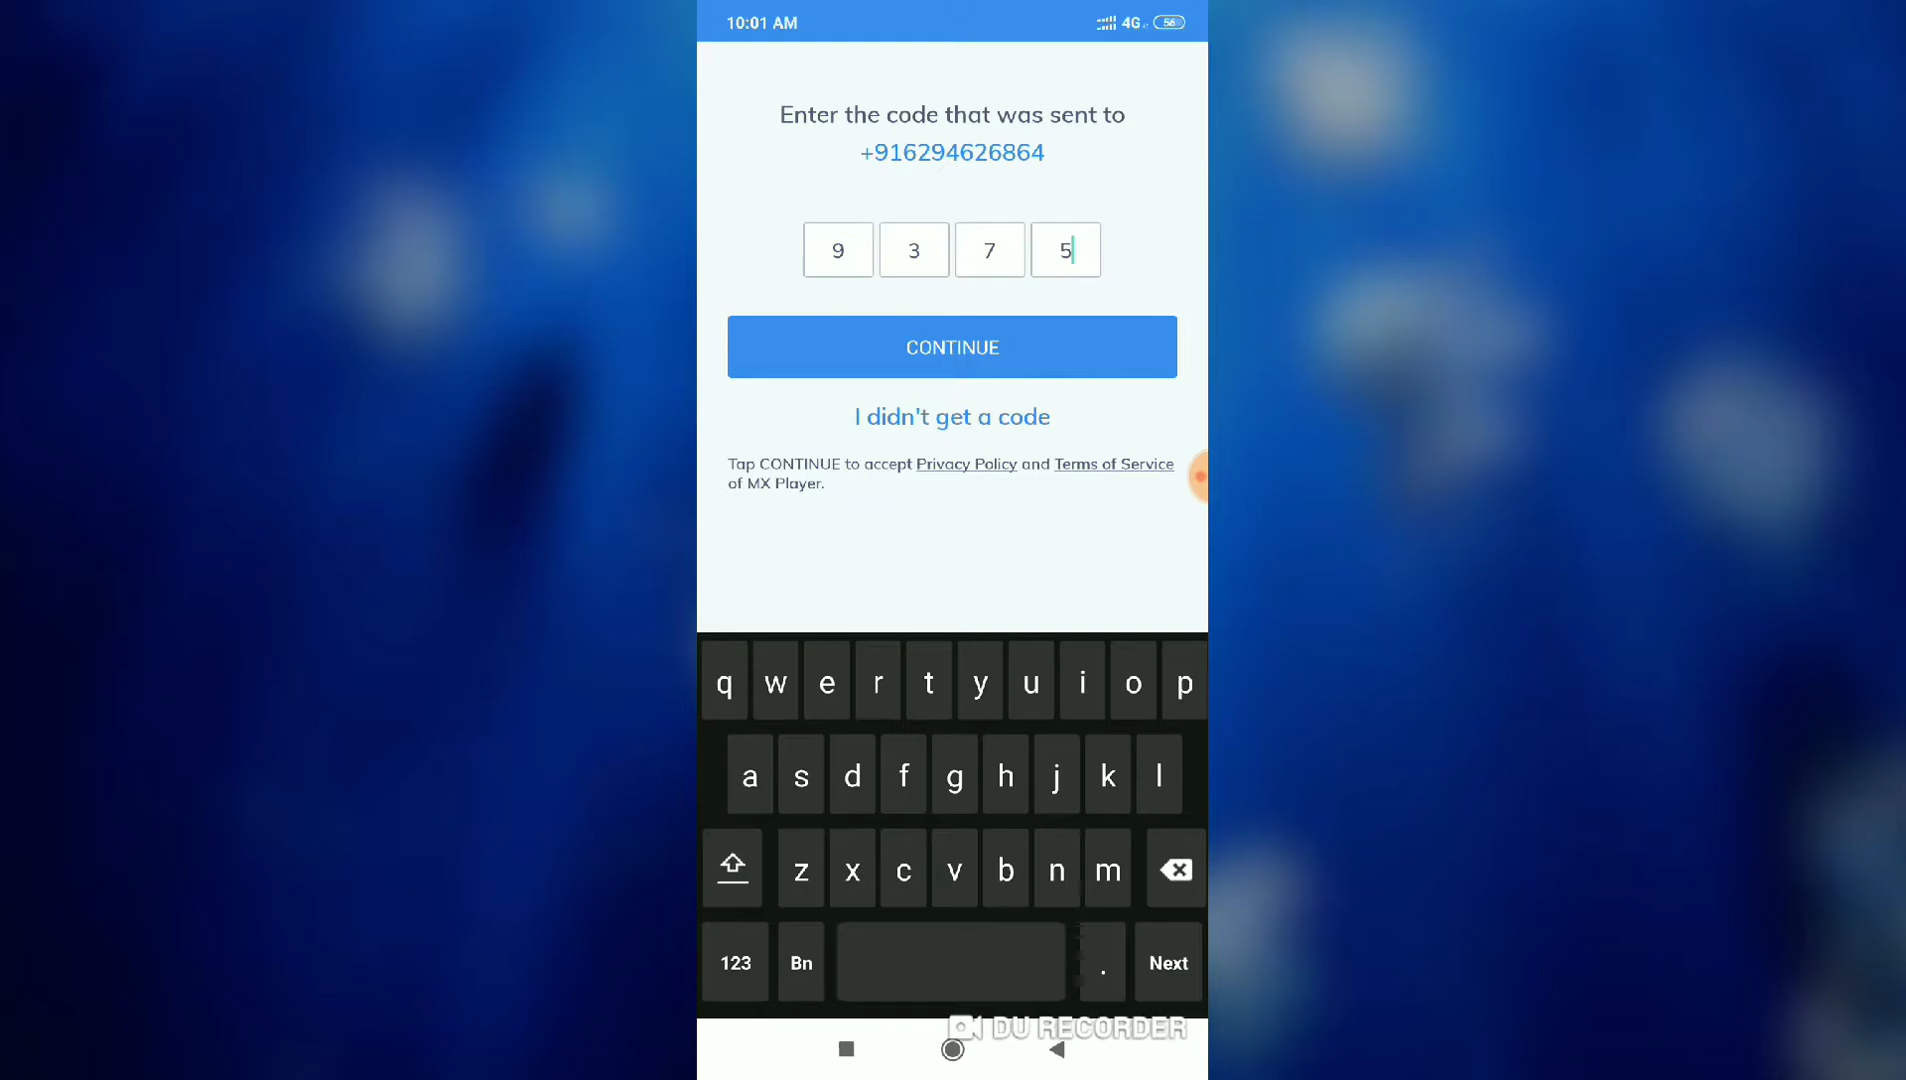 10:01 AM 4G 56
Enter the code that was sent to
+916294626864
9 3 7 5
CONTINUE
I didn't get a code
Tap CONTINUE to accept Privacy Policy and Terms of Service
of MX Player.
q w e r t y u i o p
a s d f g h j k l
z x c v b n m
123 Bn . Next
DU RECORDER